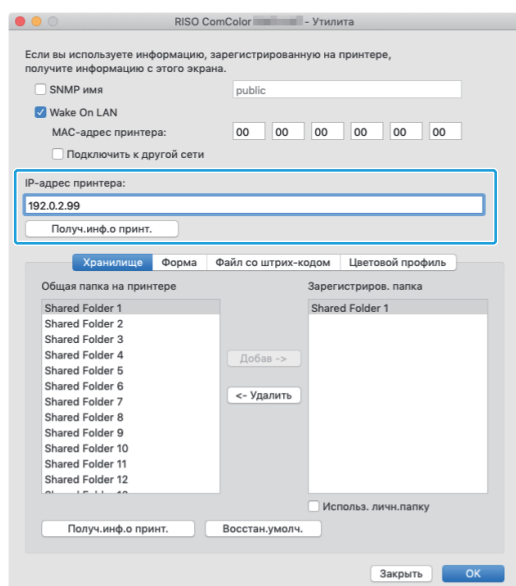 RISO ComColor - Утилита
Если вы используете информацию, зарегистрированную на принтере,
получите информацию с этого экрана.
SNMP имя public
Wake On LAN
MAC-адрес принтера: 00 00 00 00 00 00
Подключить к другой сети
IP-адрес принтера:
192.0.2.99
Получ.инф.о принт.
Хранилище Форма Файл со штрих-кодом Цветовой профиль
Общая папка на принтере Зарегистриров. папка
Shared Folder 1 Shared Folder 1
Shared Folder 2
Shared Folder 3
Shared Folder 4
Добав ->
Shared Folder 5
Shared Folder 6
<- Удалить
Shared Folder 7
Shared Folder 8
Shared Folder 9
Shared Folder 10
Shared Folder 11
Shared Folder 12
Использ. личн.папку
Получ.инф.о принт. Восстан.умолч.
Закрыть OK